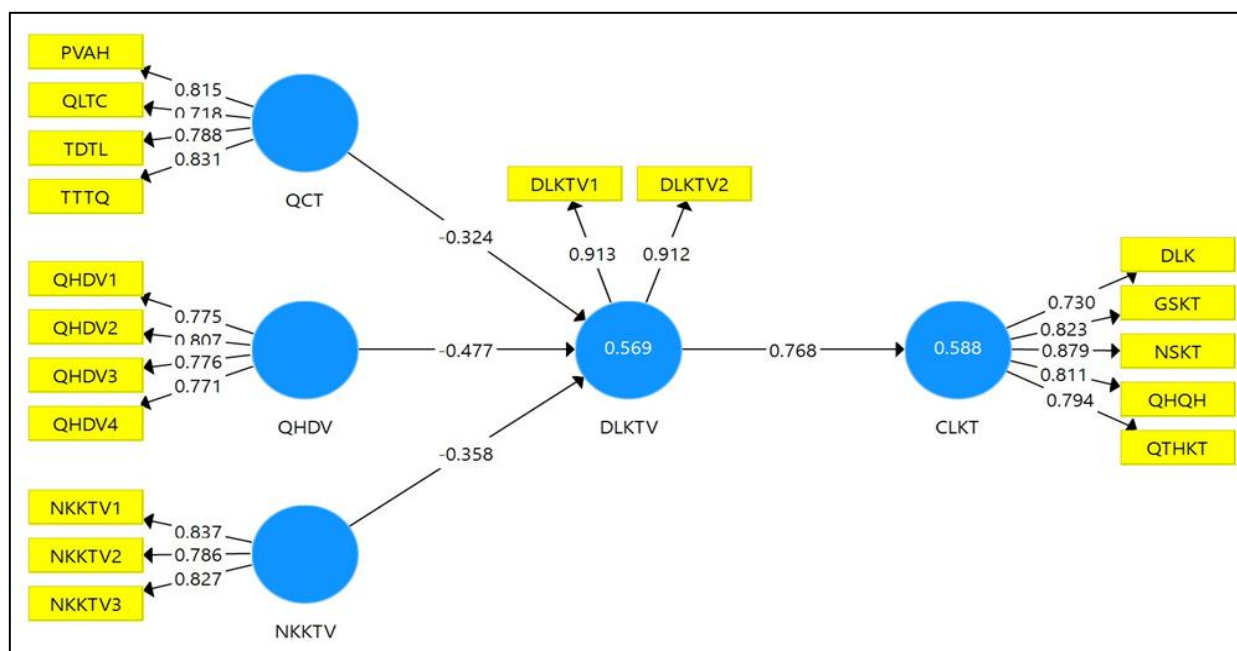 PVAH
QLTC
TDTL
TTTQ
0.815
0.718
0.788
0.831
QCT
QHDV1
QHDV2
QHDV3
QHDV4
0.775
0.807
0.776
0.771
QHDV
NKKTV1
NKKTV2
NKKTV3
0.837
0.786
0.827
NKKTV
-0.324
-0.477
-0.358
DLKTV1
DLKTV2
0.913
0.912
0.569
DLKTV
0.768
0.588
CLKT
0.730
0.823
0.879
0.811
0.794
DLK
GSKT
NSKT
QHQH
QTHKT